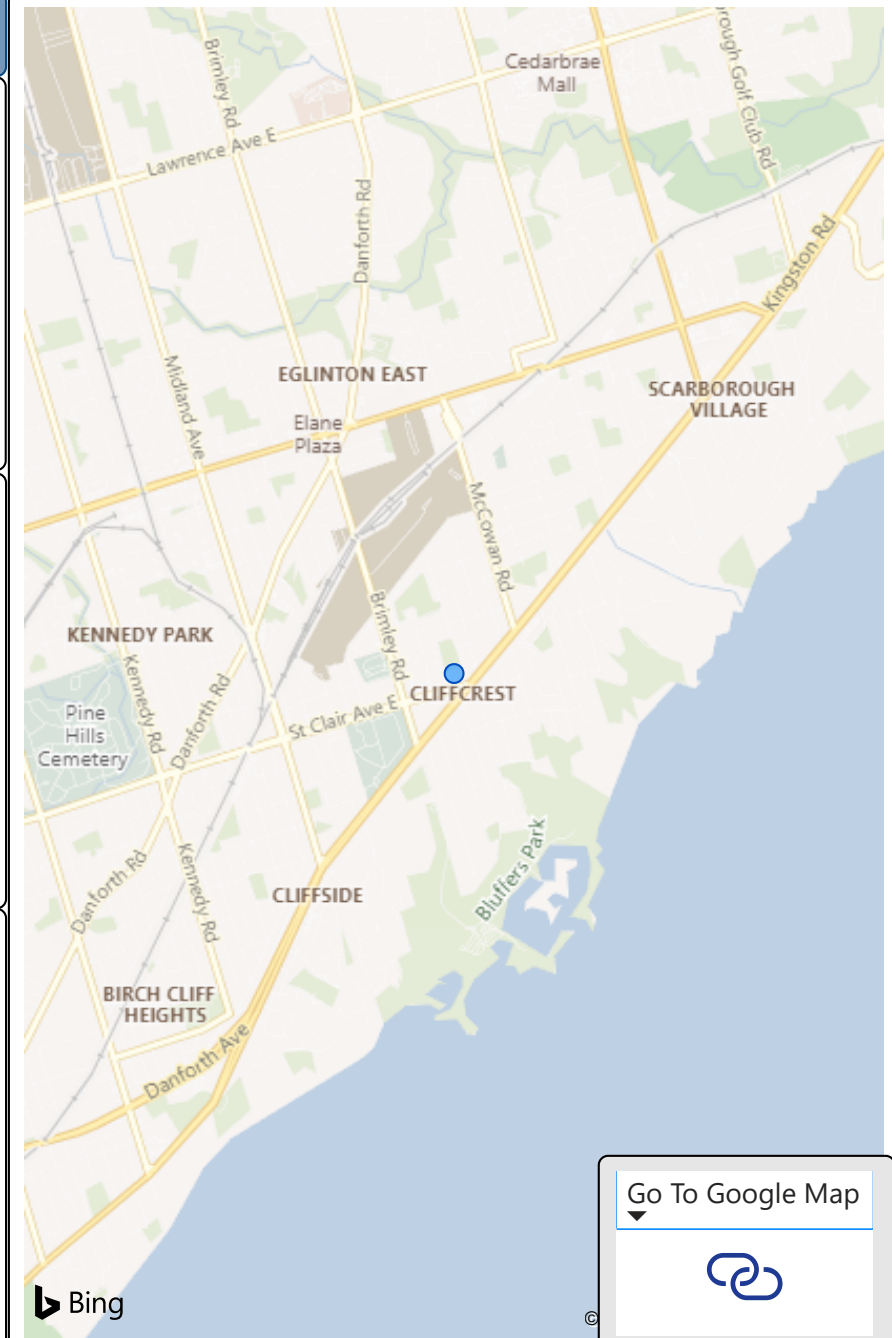 Brimley Rd
Cedarbrae
Mall
rough Golf Club Rd
Lawrence Ave E
Danforth Rd
Kingston Rd
Midland Ave
EGLINTON EAST
SCARBOROUGH
VILLAGE
Elane
Plaza
McCowan Rd
Brimley Rd
KENNEDY PARK
Kennedy Rd
Danforth Rd
CLIFFCREST
St Clair Ave E
Pine
Hills
Cemetery
Bluffers Park
Danforth Rd
Kennedy Rd
CLIFFSIDE
BIRCH CLIFF
HEIGHTS
Danforth Ave
Go To Google Map
Bing
©